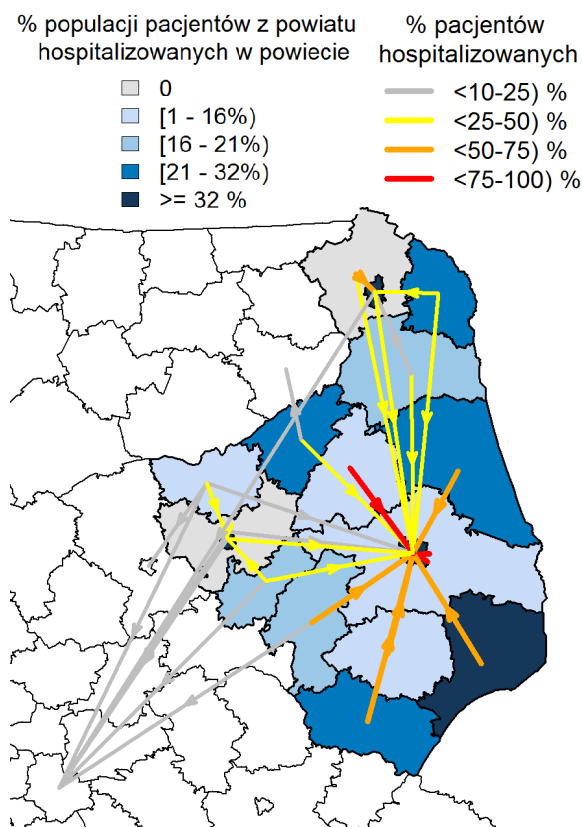 % populacji pacjentów z powiatu
hospitalizowanych w powiecie
0
[1 - 16%)
[16 - 21%)
[21 - 32%)
>= 32 %
% pacjentów
hospitalizowanych
<10-25) %
<25-50) %
<50-75) %
<75-100) %